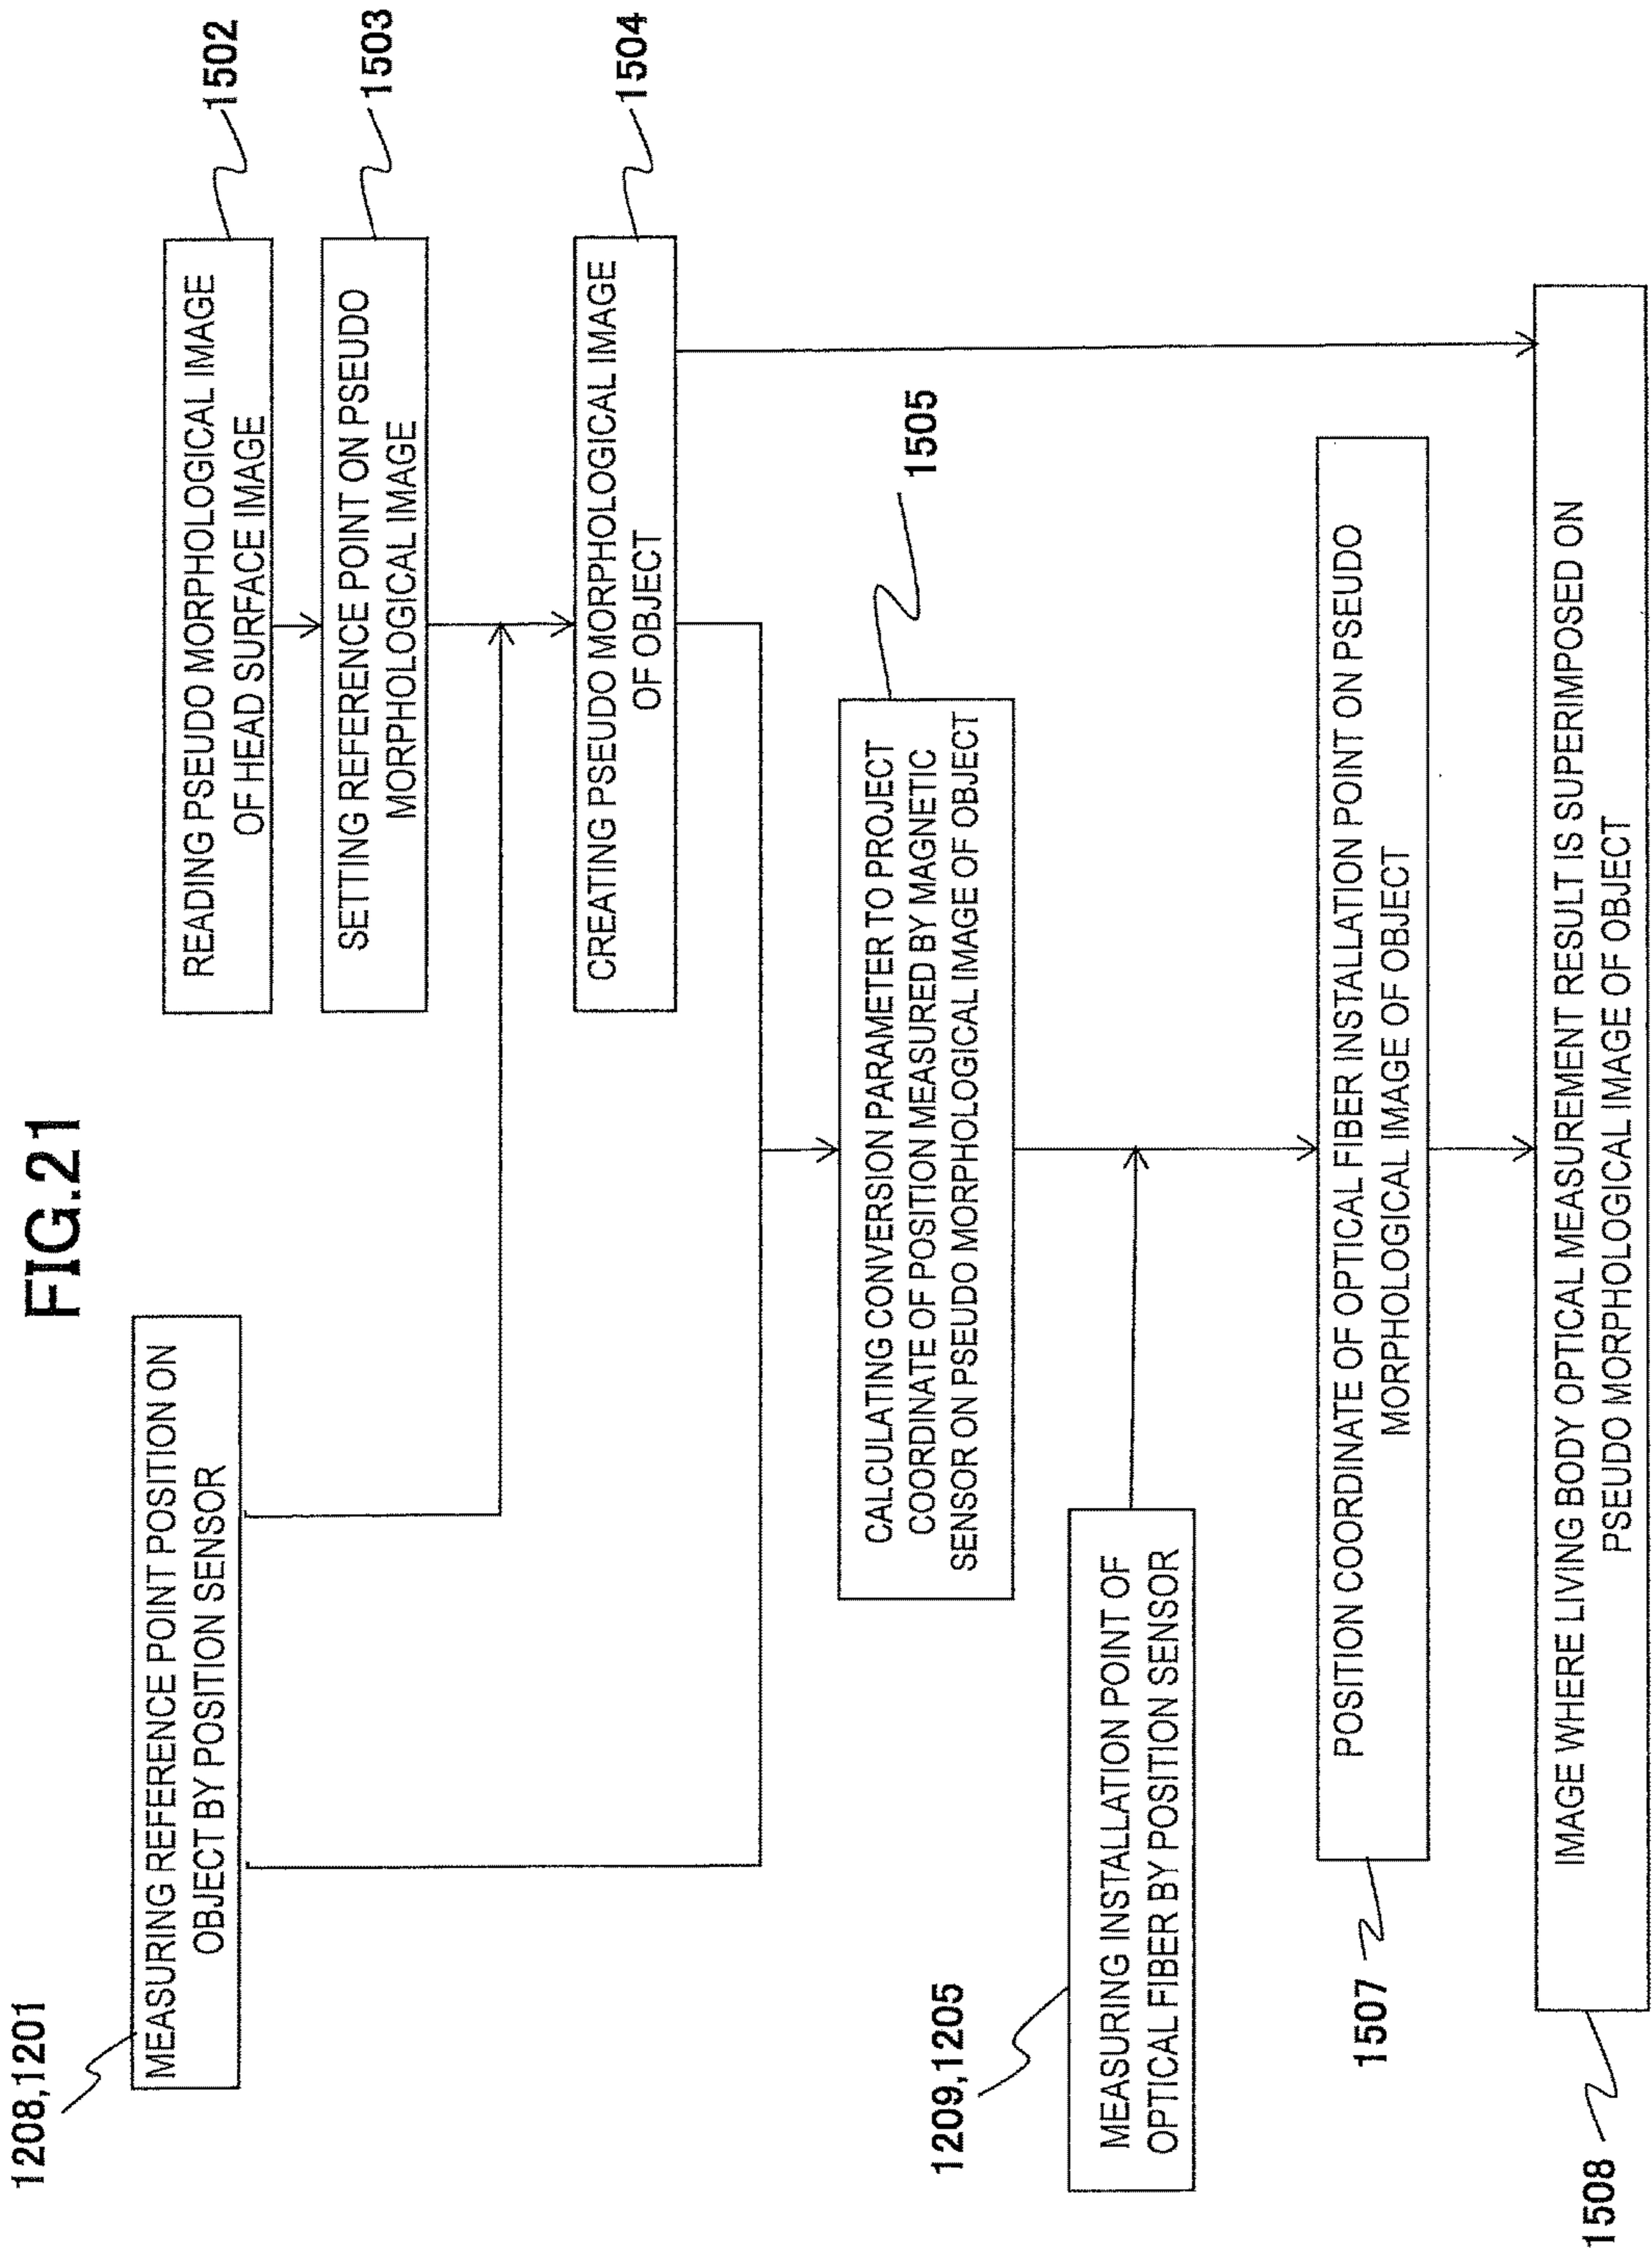 FIG.21
1208,1201
MEASURING REFERENCE POINT POSITION ON
OBJECT BY POSITION SENSOR
READING PSEUDO MORPHOLOGICAL IMAGE
OF HEAD SURFACE IMAGE
1502
SETTING REFERENCE POINT ON PSEUDO
MORPHOLOGICAL IMAGE
1503
CREATING PSEUDO MORPHOLOGICAL IMAGE
OF OBJECT
1504
CALCULATING CONVERSION PARAMETER TO PROJECT
COORDINATE OF POSITION MEASURED BY MAGNETIC
SENSOR ON PSEUDO MORPHOLOGICAL IMAGE OF OBJECT
1505
1209,1205
MEASURING INSTALLATION POINT OF
OPTICAL FIBER BY POSITION SENSOR
POSITION COORDINATE OF OPTICAL FIBER INSTALLATION POINT ON PSEUDO
MORPHOLOGICAL IMAGE OF OBJECT
1507
IMAGE WHERE LIVING BODY OPTICAL MEASUREMENT RESULT IS SUPERIMPOSED ON
PSEUDO MORPHOLOGICAL IMAGE OF OBJECT
1508